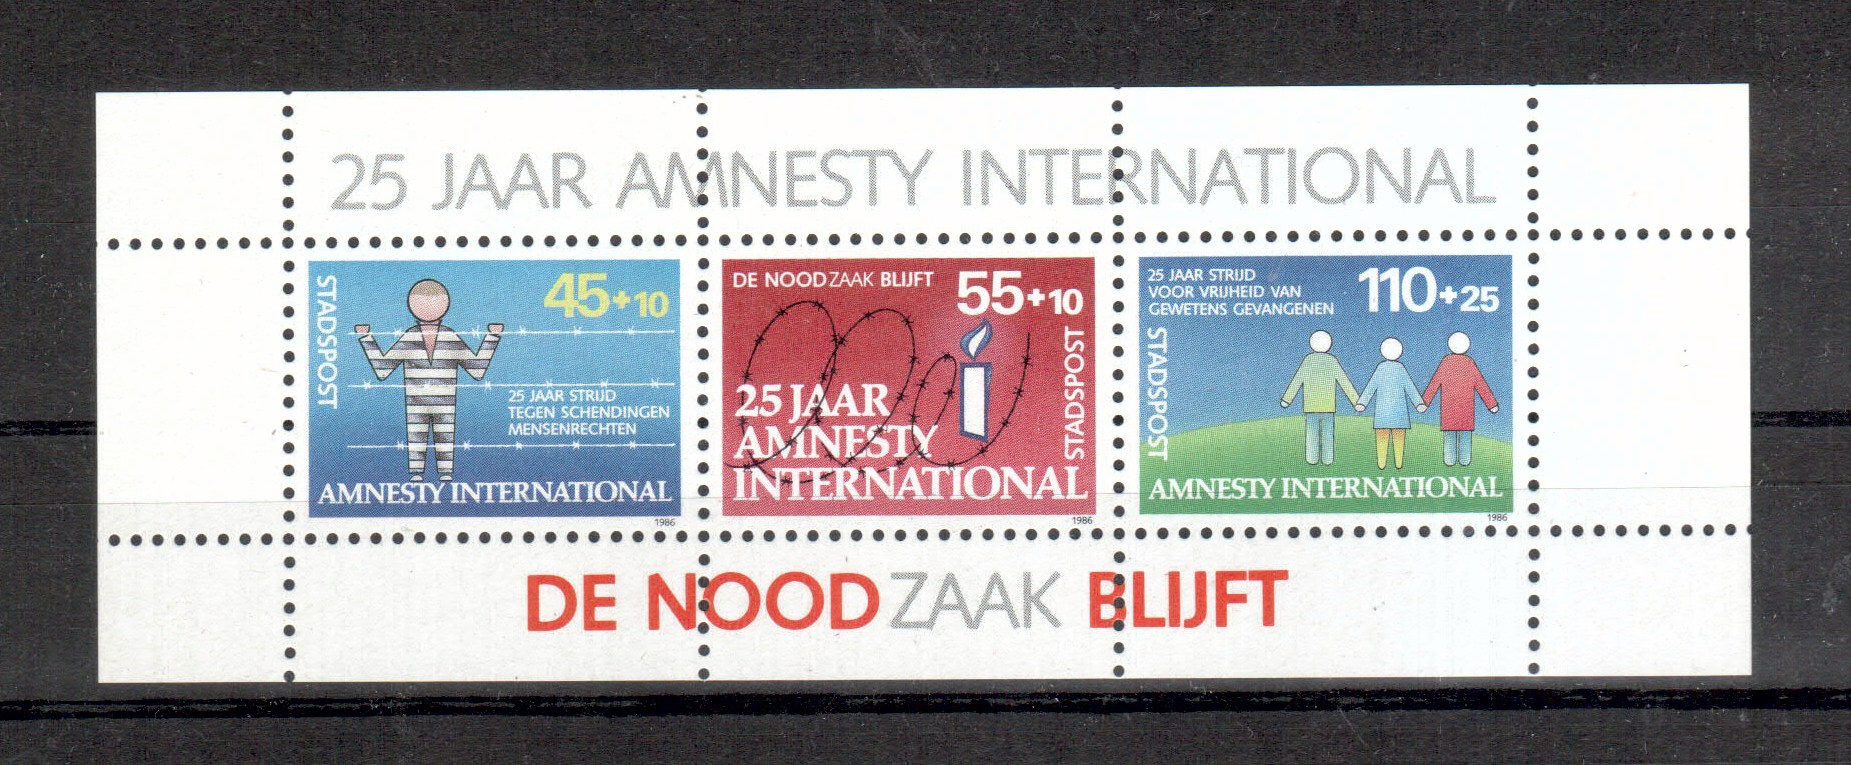 25 JAAR AMNESTY INTERNATIONAL
STADSPOST
45+10
25 JAAR STRIJD
TEGEN SCHENDINGEN
MENSENRECHTEN
AMNESTY INTERNATIONAL
1986
DE NOODZAAK BLIJFT
55+10
STADSPOST
25 JAAR
AMNESTY
INTERNATIONAL
1986
25 JAAR STRIJD
VOOR VRIJHEID VAN
GEWETENS GEVANGENEN
110+25
STADSPOST
AMNESTY INTERNATIONAL
1986
DE NOODZAAK BLIJFT